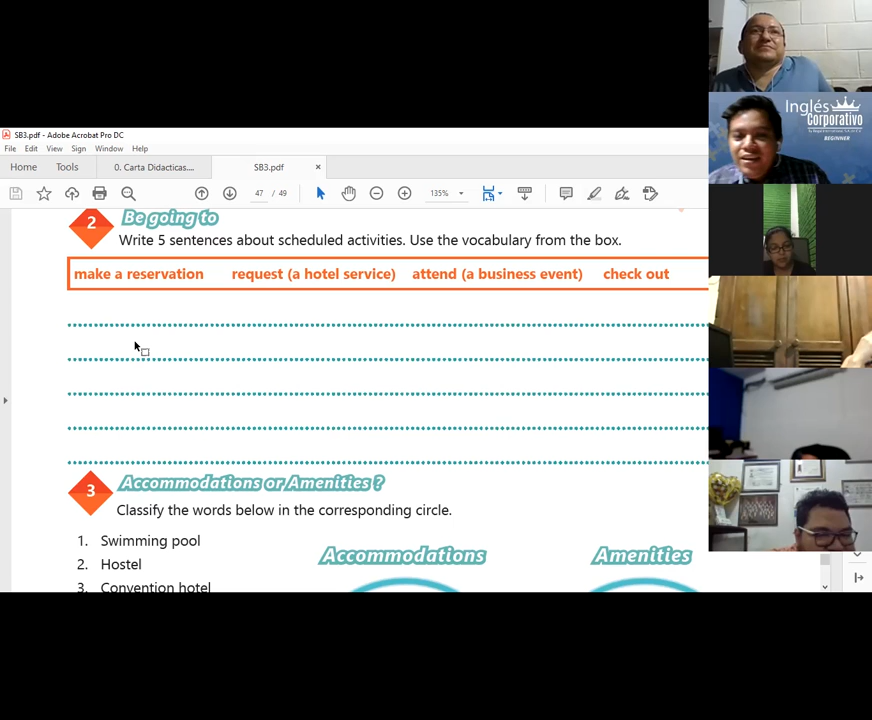 SB3.pdf - Adobe Acrobat Pro DC
File Edit View Sign Window Help
Home Tools 0. Carta Didacticas.... SB3.pdf ×
47 / 49 135%
2 Be going to
Write 5 sentences about scheduled activities. Use the vocabulary from the box.
make a reservation request (a hotel service) attend (a business event) check out
3 Accommodations or Amenities ?
Classify the words below in the corresponding circle.
1. Swimming pool
Accommodations Amenities
2. Hostel
3. Convention hotel
Inglés
Corporativo
BEGINNER